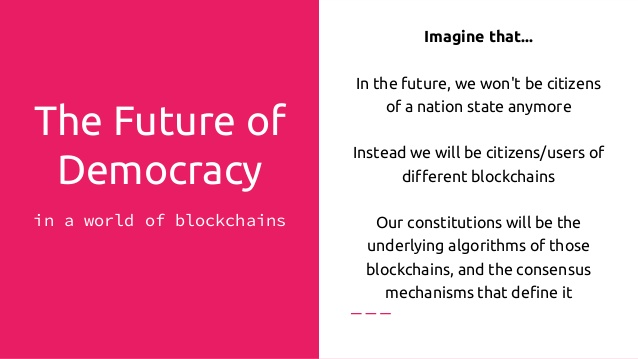 The Future of
Democracy
in a world of blockchains
Imagine that...
In the future, we won't be citizens
of a nation state anymore
Instead we will be citizens/users of
different blockchains
Our constitutions will be the
underlying algorithms of those
blockchains, and the consensus
mechanisms that define it